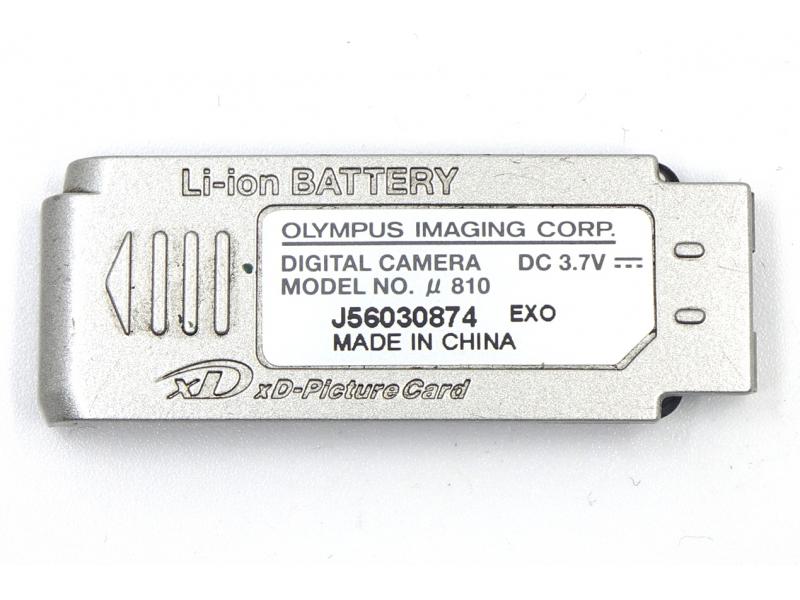 Li-ion BATTERY
OLYMPUS IMAGING CORP.
DIGITAL CAMERA DC 3.7V ⎓
MODEL NO. μ 810
J56030874 EXO
MADE IN CHINA
xD xD-Picture Card